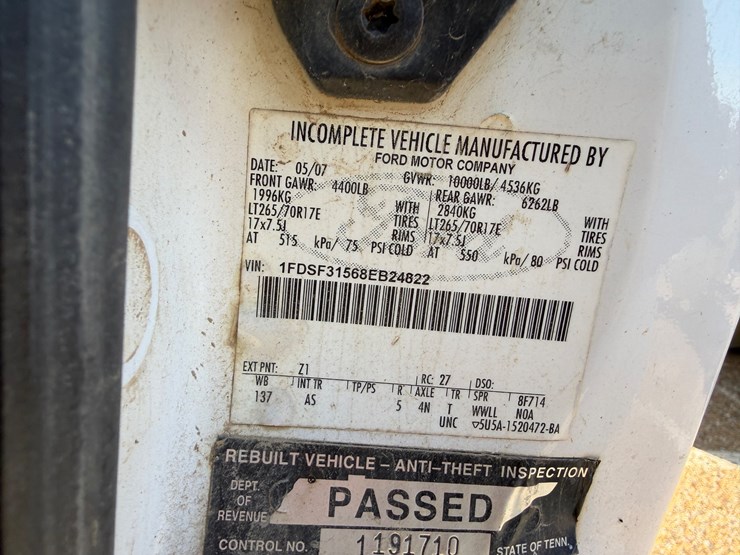 INCOMPLETE VEHICLE MANUFACTURED BY
FORD MOTOR COMPANY
DATE: 05/07 GVWR: 10000LB/ 4536KG
FRONT GAWR: 4400LB REAR GAWR: 6262LB
1996KG WITH 2840KG WITH
LT265/70R17E TIRES LT265/70R17E TIRES
17x7.5J RIMS 17x7.5J RIMS
AT 515 kPa/ 75 PSI COLD AT 550 kPa/ 80 PSI COLD
VIN: 1FDSF31568EB24822
EXT PNT: Z1 RC: 27 DSO:
WB INT TR TP/PS R AXLE TR SPR 8F714
137 AS 5 4N T WWLL NOA
UNC ▽5U5A-1520472-BA
REBUILT VEHICLE - ANTI-THEFT INSPECTION
DEPT.
OF
REVENUE
PASSED
CONTROL NO. 1191710 STATE OF TENN.